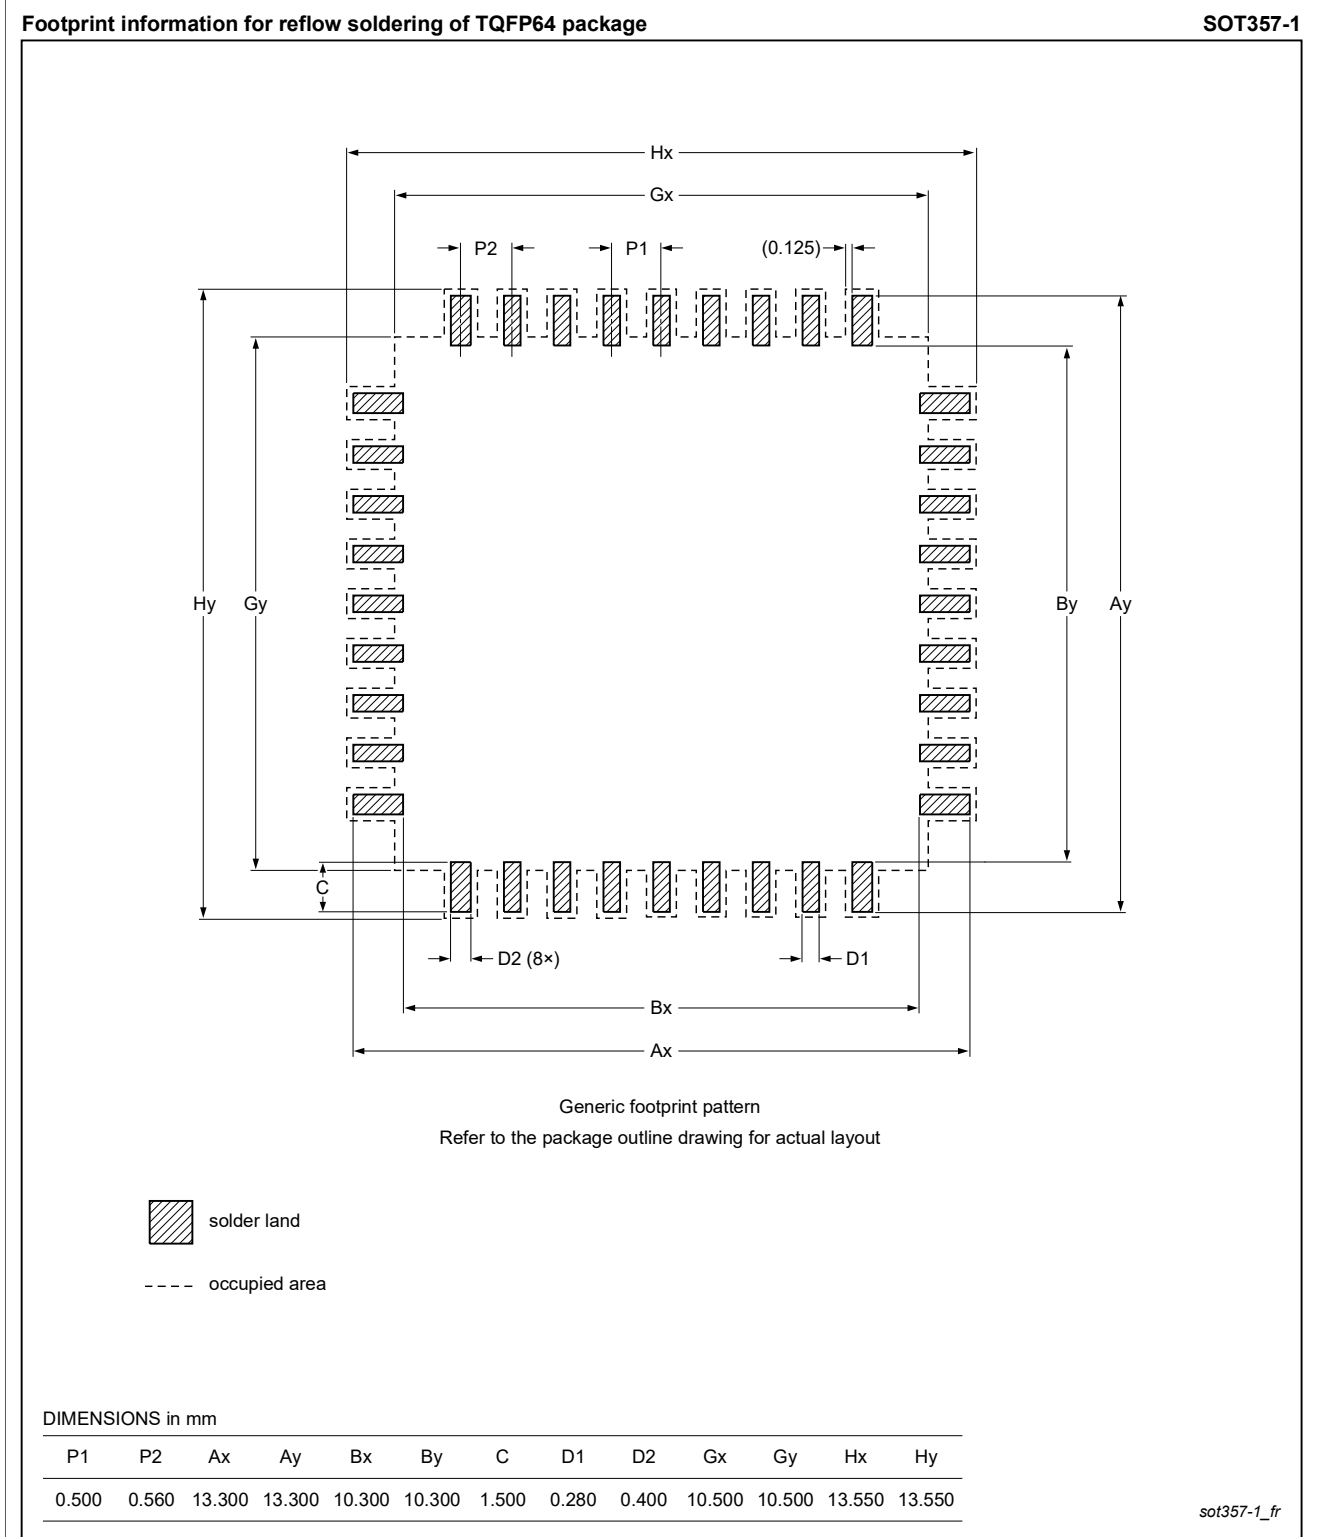 Footprint information for reflow soldering of TQFP64 package SOT357-1
Hx
Gx
P2 P1 (0.125)
Hy Gy By Ay
C
D2 (8×) D1
Bx
Ax
Generic footprint pattern
Refer to the package outline drawing for actual layout
solder land
occupied area
DIMENSIONS in mm
P1 P2 Ax Ay Bx By C D1 D2 Gx Gy Hx Hy
0.500 0.560 13.300 13.300 10.300 10.300 1.500 0.280 0.400 10.500 10.500 13.550 13.550
sot357-1_fr